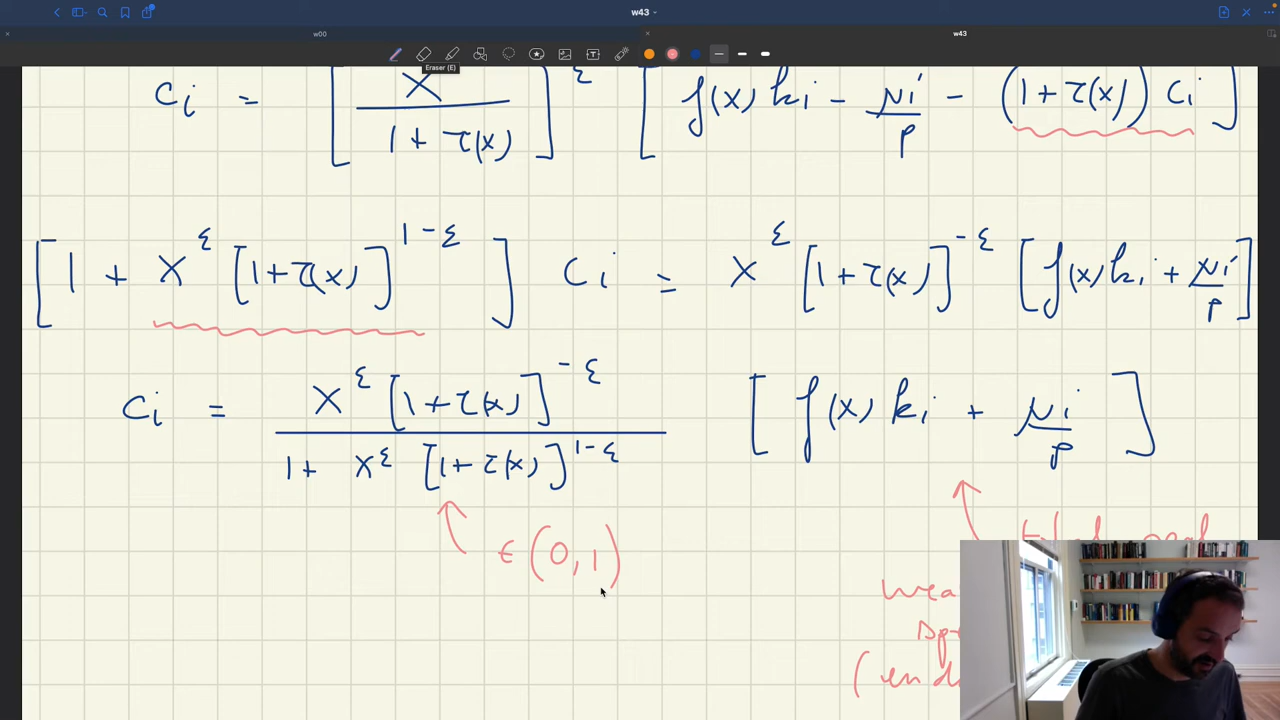 w43
w00
w43
Eraser (E)
c_i = [X / (1 + τ(x))]^ε [f(x) k_i − μ_i / p − (1 + τ(x)) c_i]
[1 + X^ε [1+τ(x)]^{1−ε}] c_i = X^ε [1+τ(x)]^{−ε} [f(x) k_i + μ_i / p]
c_i = X^ε [1+τ(x)]^{−ε} / (1 + X^ε [1+τ(x)]^{1−ε}) [f(x) k_i + μ_i / p]
∈ (0,1)